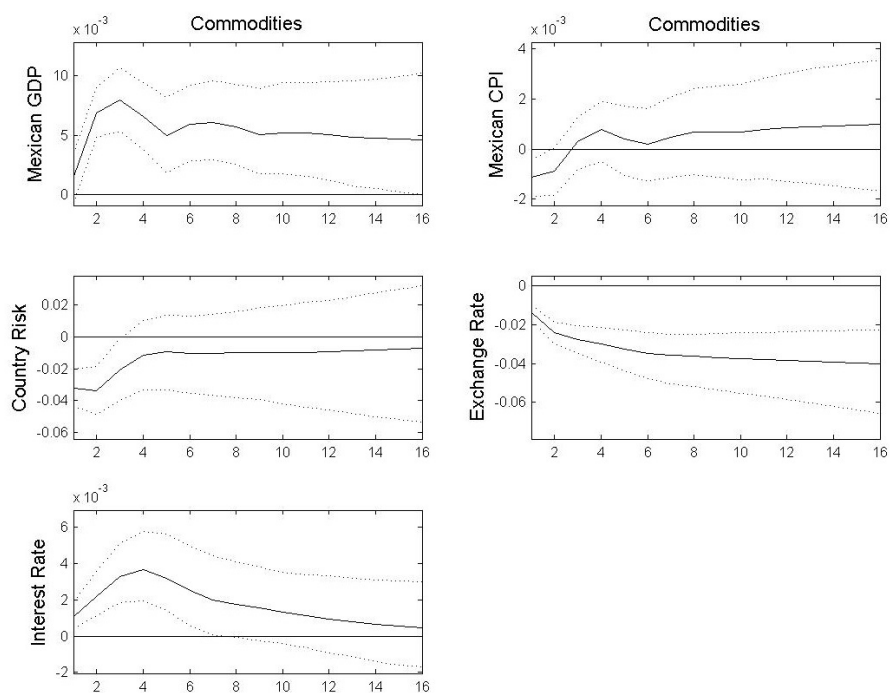 Commodities
x 10⁻³
Mexican GDP
10
5
0
2 4 6 8 10 12 14 16
Commodities
x 10⁻³
Mexican CPI
4
2
0
-2
2 4 6 8 10 12 14 16
Country Risk
0.02
0
-0.02
-0.04
-0.06
2 4 6 8 10 12 14 16
Exchange Rate
0
-0.02
-0.04
-0.06
2 4 6 8 10 12 14 16
x 10⁻³
Interest Rate
6
4
2
0
-2
2 4 6 8 10 12 14 16